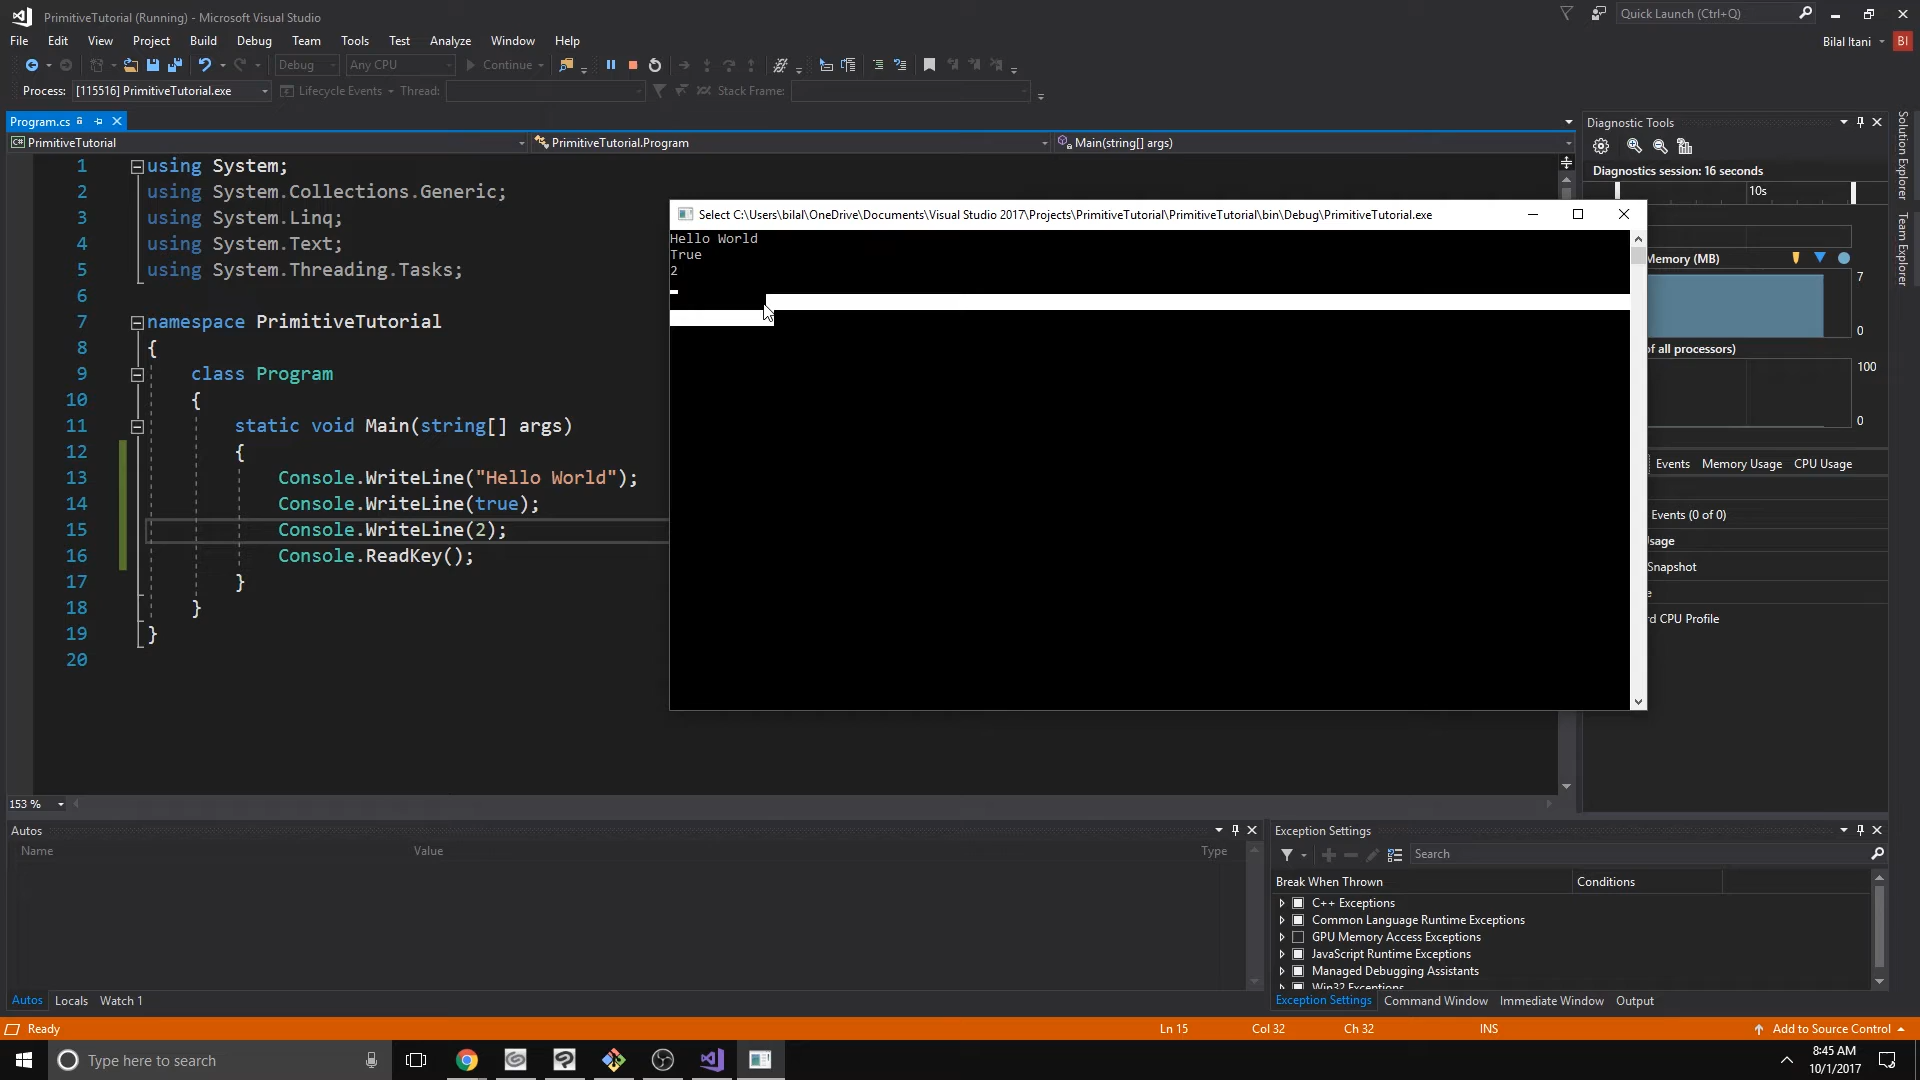 PrimitiveTutorial (Running) - Microsoft Visual Studio
Quick Launch (Ctrl+Q)
File Edit View Project Build Debug Team Tools Test Analyze Window Help
Bilal Itani BI
Debug Any CPU Continue
Process: [115516] PrimitiveTutorial.exe Lifecycle Events Thread: Stack Frame:
Program.cs
PrimitiveTutorial PrimitiveTutorial.Program Main(string[] args)
1 using System;
2 using System.Collections.Generic;
3 using System.Linq;
4 using System.Text;
5 using System.Threading.Tasks;
6
7 namespace PrimitiveTutorial
8 {
9 class Program
10 {
11 static void Main(string[] args)
12 {
13 Console.WriteLine("Hello World");
14 Console.WriteLine(true);
15 Console.WriteLine(2);
16 Console.ReadKey();
17 }
18 }
19 }
20
153 %
Select C:\Users\bilal\OneDrive\Documents\Visual Studio 2017\Projects\PrimitiveTutorial\PrimitiveTutorial\bin\Debug\PrimitiveTutorial.exe
Hello World
True
2
Diagnostic Tools
Diagnostics session: 16 seconds
10s
Memory (MB)
7
0
of all processors)
100
0
Events Memory Usage CPU Usage
Events (0 of 0)
sage
Snapshot
e
rd CPU Profile
Solution Explorer
Team Explorer
Autos
Name Value Type
Autos Locals Watch 1
Exception Settings
Search
Break When Thrown Conditions
C++ Exceptions
Common Language Runtime Exceptions
GPU Memory Access Exceptions
JavaScript Runtime Exceptions
Managed Debugging Assistants
Win32 Exceptions
Exception Settings Command Window Immediate Window Output
Ready Ln 15 Col 32 Ch 32 INS Add to Source Control
Type here to search
8:45 AM
10/1/2017